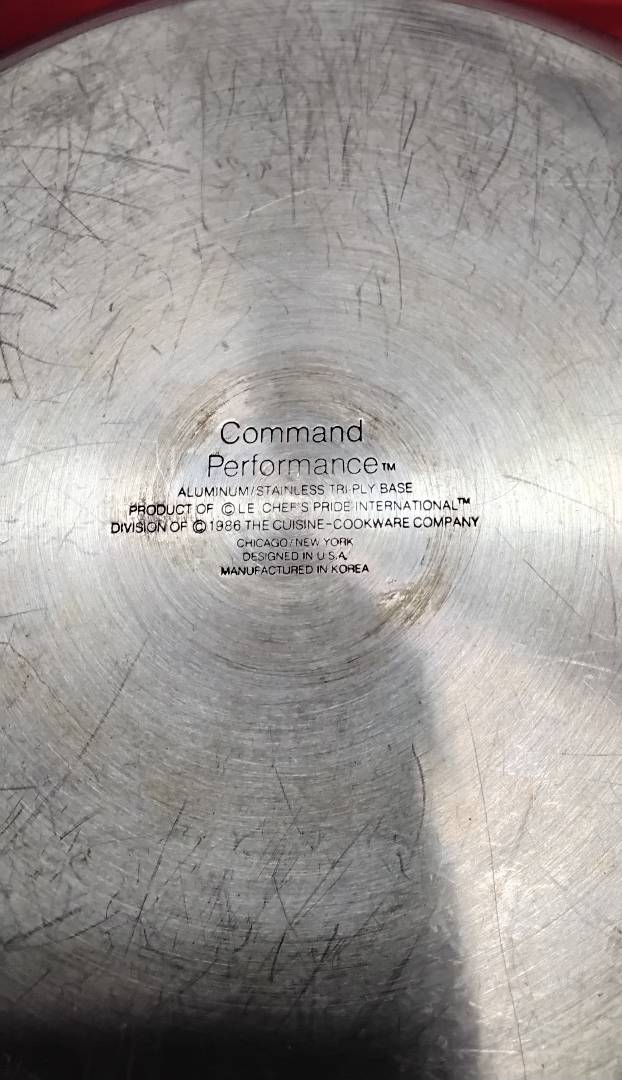 Command
Performance™
ALUMINUM/STAINLESS TRI PLY BASE
PRODUCT OF © LE CHEF'S PRIDE INTERNATIONAL™
DIVISION OF © 1986 THE CUISINE-COOKWARE COMPANY
CHICAGO/NEW YORK
DESIGNED IN U.S.A.
MANUFACTURED IN KOREA